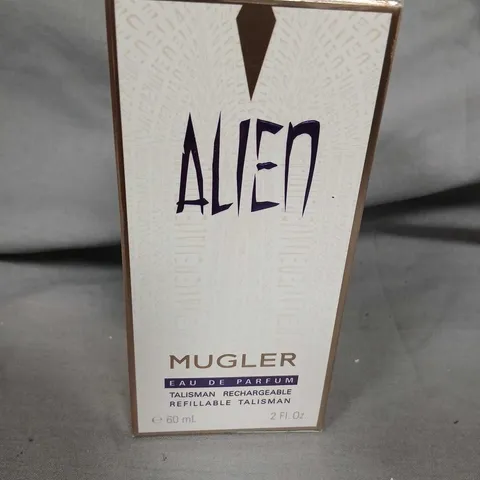 ALIEN
MUGLER
EAU DE PARFUM
TALISMAN RECHARGEABLE
REFILLABLE TALISMAN
℮ 60 ml. 2 Fl. Oz